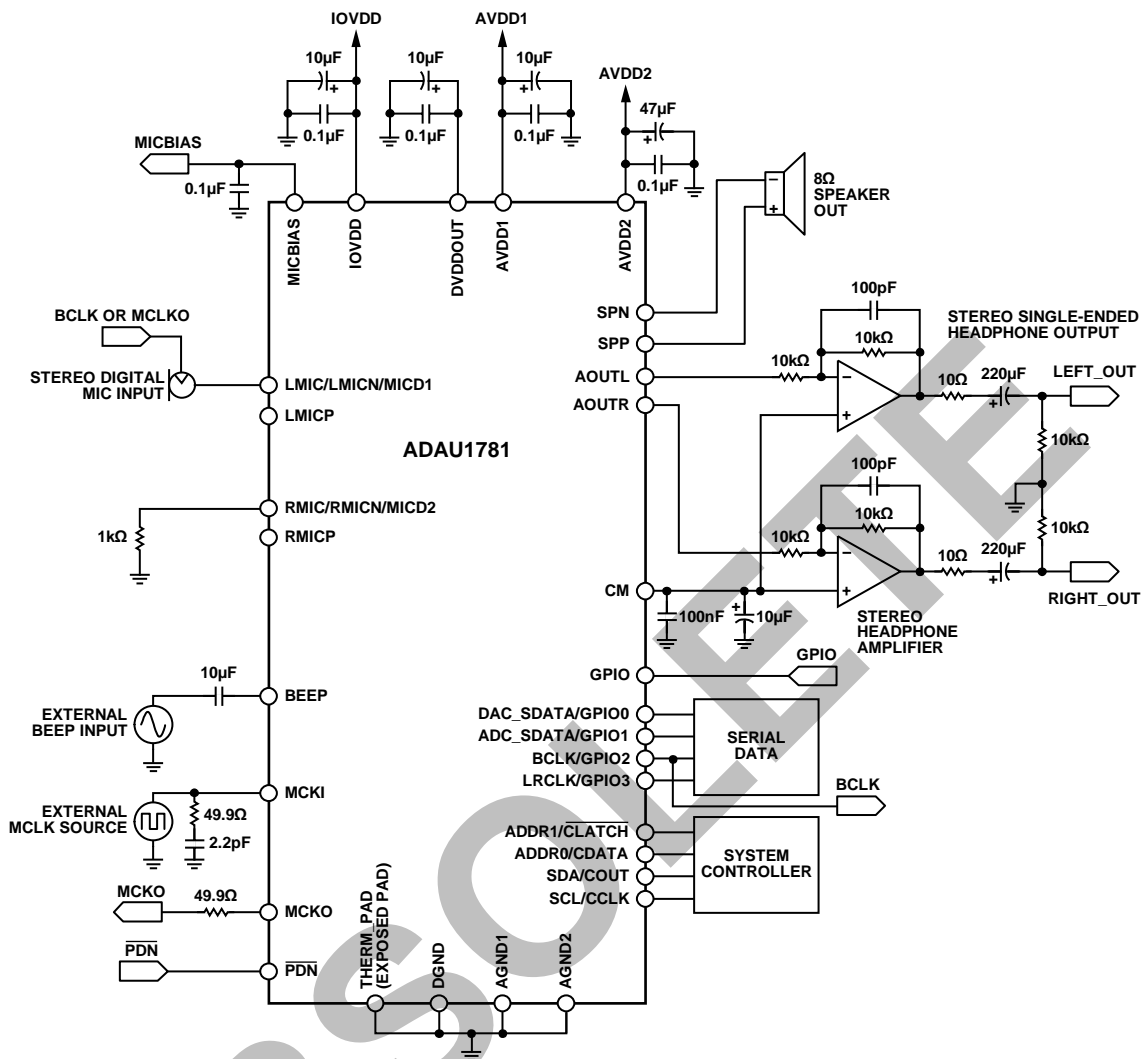 IOVDD
AVDD1
10µF
10µF
10µF
AVDD2
+
+
+
47µF
0.1µF
0.1µF
0.1µF
+
MICBIAS
0.1µF
0.1µF
8Ω
SPEAKER
OUT
−
+
MICBIAS
IOVDD
DVDDOUT
AVDD1
AVDD2
SPN
SPP
AOUTL
AOUTR
BCLK OR MCLKO
STEREO DIGITAL
MIC INPUT
LMIC/LMICN/MICD1
LMICP
ADAU1781
RMIC/RMICN/MICD2
RMICP
1kΩ
100pF
10kΩ
10kΩ
−
+
STEREO SINGLE-ENDED
HEADPHONE OUTPUT
10Ω
220µF
+
LEFT_OUT
10kΩ
100pF
10kΩ
10kΩ
−
+
10kΩ
10Ω
220µF
+
RIGHT_OUT
CM
100nF
+
10µF
STEREO
HEADPHONE
AMPLIFIER
GPIO
GPIO
10µF
BEEP
EXTERNAL
BEEP INPUT
DAC_SDATA/GPIO0
ADC_SDATA/GPIO1
BCLK/GPIO2
LRCLK/GPIO3
SERIAL
DATA
BCLK
MCKI
EXTERNAL
MCLK SOURCE
49.9Ω
2.2pF
ADDR1/CLATCH
ADDR0/CDATA
SDA/COUT
SCL/CCLK
SYSTEM
CONTROLLER
MCKO
49.9Ω
MCKO
PDN
PDN
THERM_PAD
(EXPOSED PAD)
DGND
AGND1
AGND2
OBSOLETE